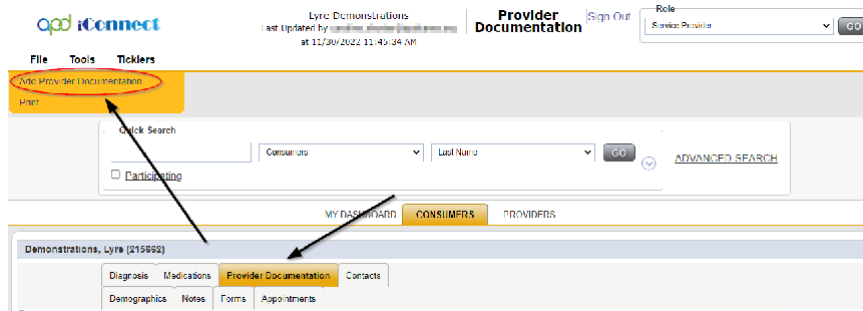 apd iConnect
Lyre Demonstrations
Last Updated by
at 11/30/2022 11:45:34 AM
Provider
Documentation
Sign Out
Role
Service Provider
GO
File Tools Ticklers
Add Provider Documentation
Print
Quick Search
Consumers
Last Name
GO
ADVANCED SEARCH
Participating
MY DASHBOARD CONSUMERS PROVIDERS
Demonstrations, Lyre (215662)
Diagnosis Medications Provider Documentation Contacts
Demographics Notes Forms Appointments